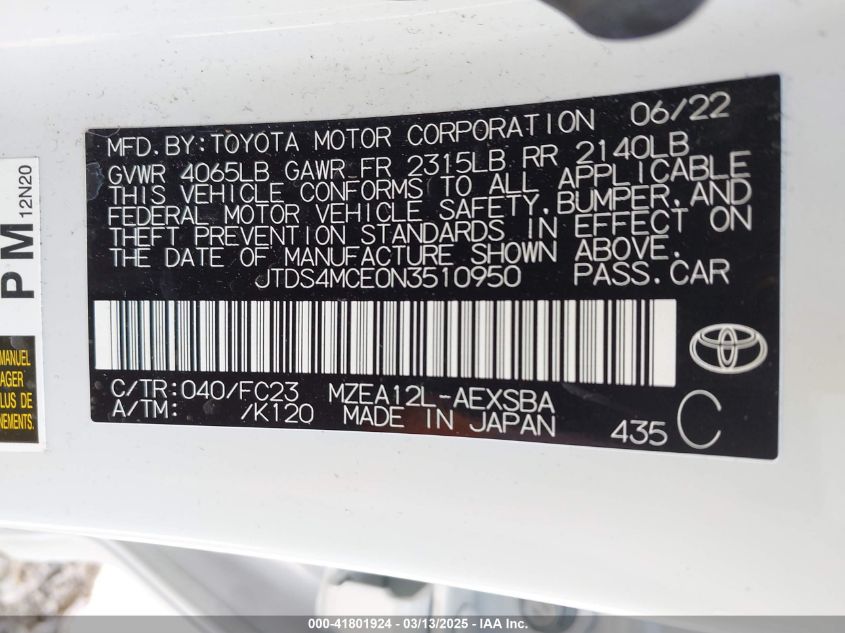 MFD. BY: TOYOTA MOTOR CORPORATION 06/22
GVWR 4065LB GAWR FR 2315LB RR 2140LB
THIS VEHICLE CONFORMS TO ALL APPLICABLE
FEDERAL MOTOR VEHICLE SAFETY, BUMPER, AND
THEFT PREVENTION STANDARDS IN EFFECT ON
THE DATE OF MANUFACTURE SHOWN ABOVE.
JTDS4MCE0N3510950 PASS. CAR
C/TR: 040/FC23 MZEA12L-AEXSBA
A/TM: /K120 MADE IN JAPAN
435 C
PM
12N20
MANUEL
AGER
LUS DE
NEMENTS.
000-41801924 - 03/13/2025 - IAA Inc.